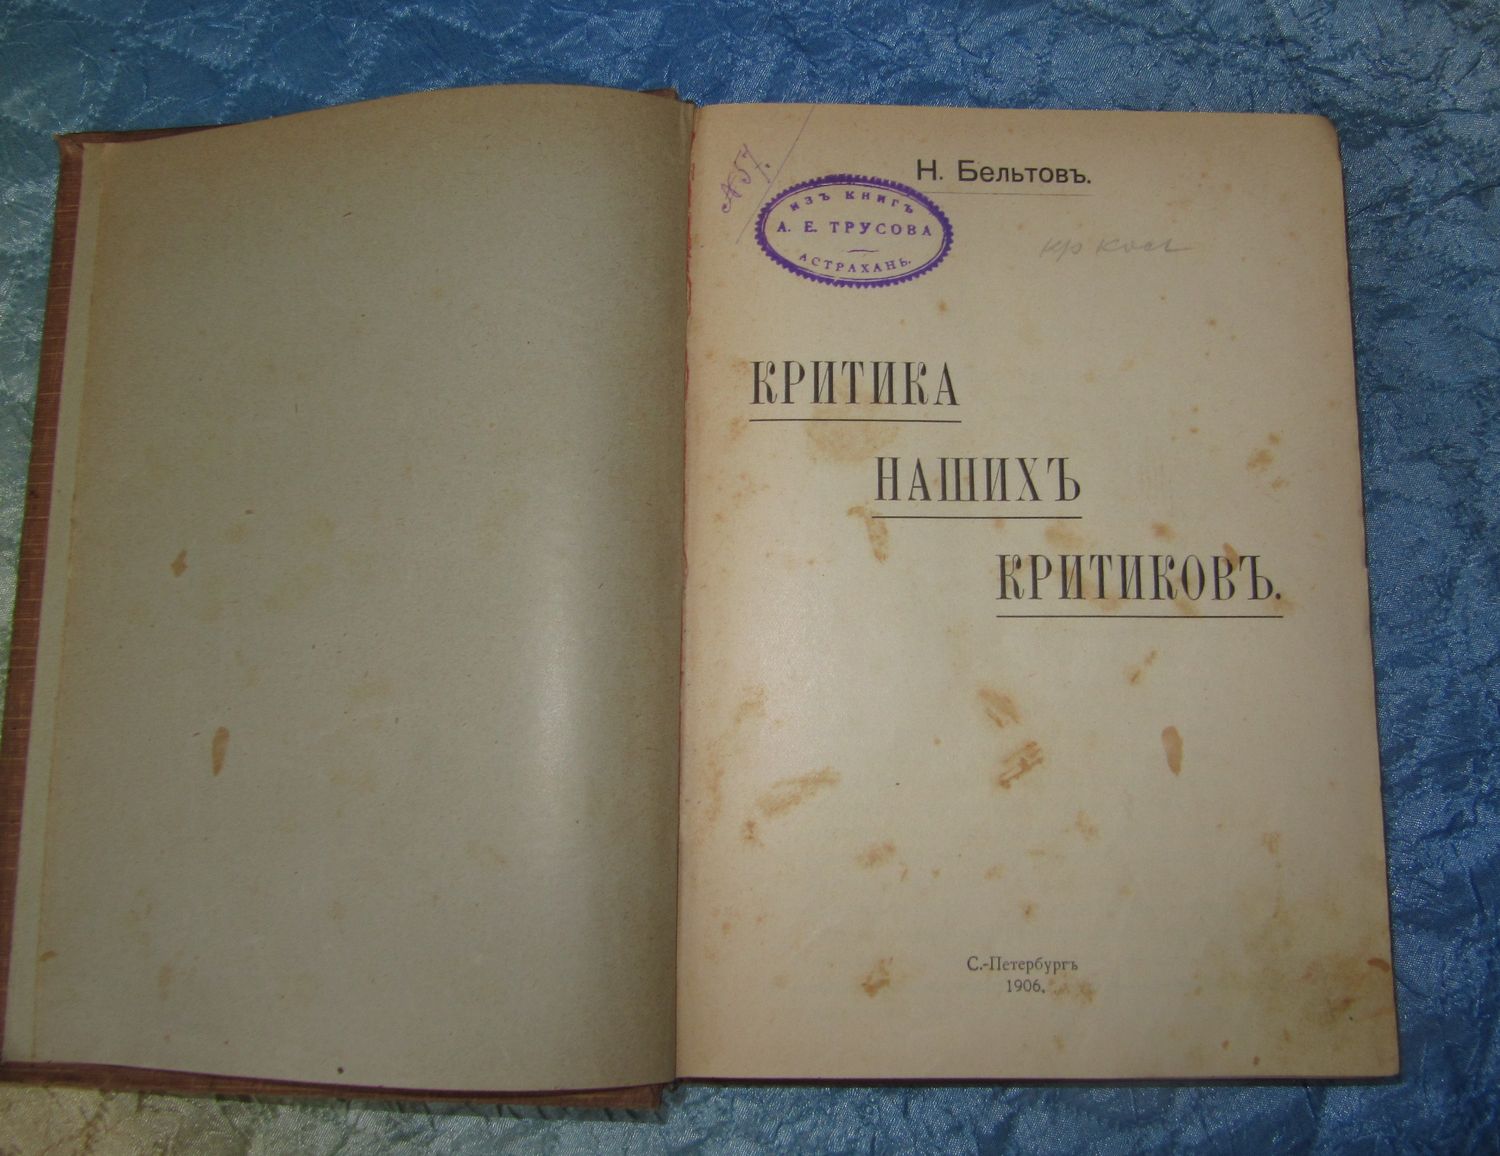 Н. Бельтовъ.
ИЗЪ КНИГЪ
А. Е. ТРУСОВА
АСТРАХАНЬ.
КРИТИКА
НАШИХЪ
КРИТИКОВЪ.
С.-Петербургъ
1906.